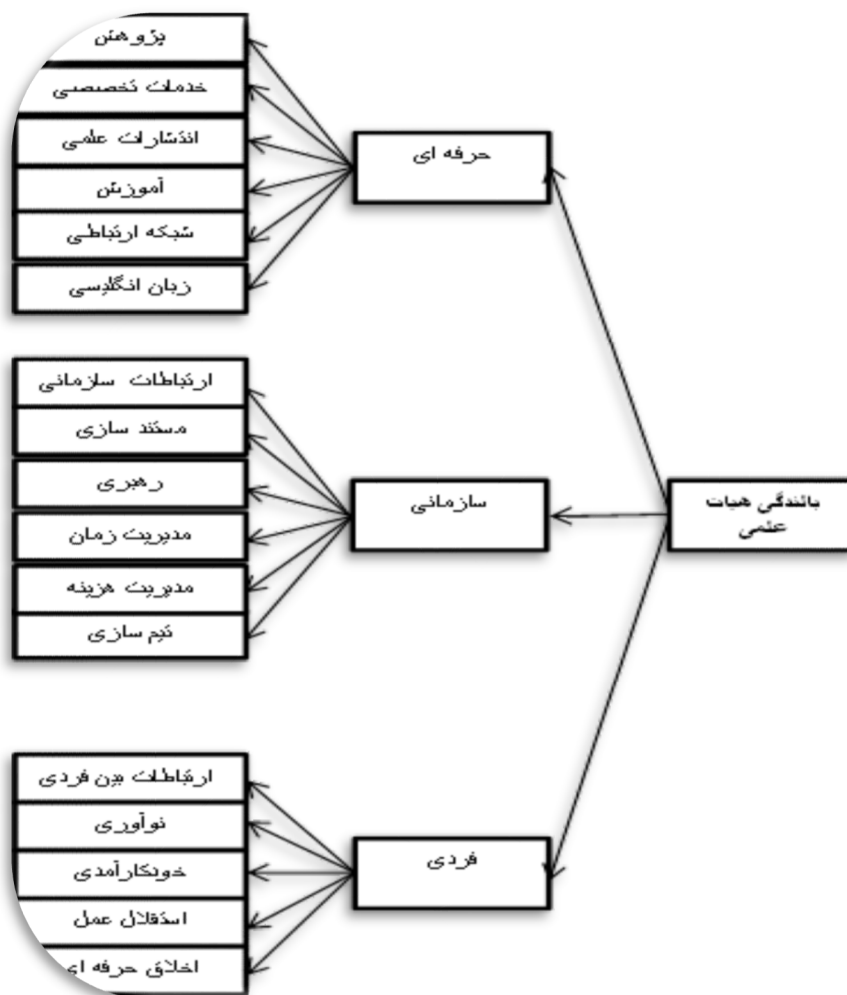 بالندگی هیات
علمی
حرفه ای
پژوهش
خدمات تخصصی
انتشارات علمی
آموزش
شبکه ارتباطی
زبان انگلیسی
سازمانی
ارتباطات سازمانی
مستند سازی
رهبری
مدیریت زمان
مدیریت هزینه
تیم سازی
فردی
ارتباطات بین فردی
نوآوری
خودکارآمدی
استقلال عمل
اخلاق حرفه ای